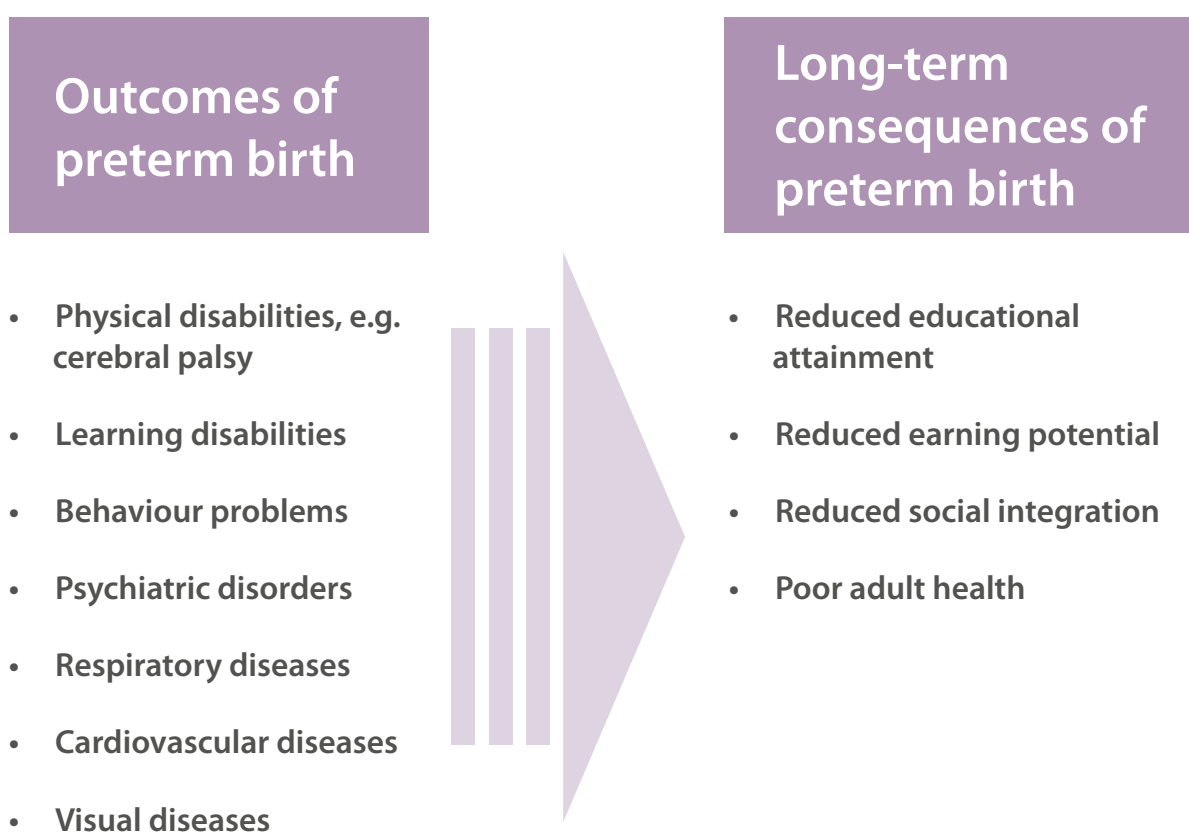 Outcomes of
preterm birth
• Physical disabilities, e.g.
cerebral palsy
• Learning disabilities
• Behaviour problems
• Psychiatric disorders
• Respiratory diseases
• Cardiovascular diseases
• Visual diseases
Long-term
consequences of
preterm birth
• Reduced educational
attainment
• Reduced earning potential
• Reduced social integration
• Poor adult health